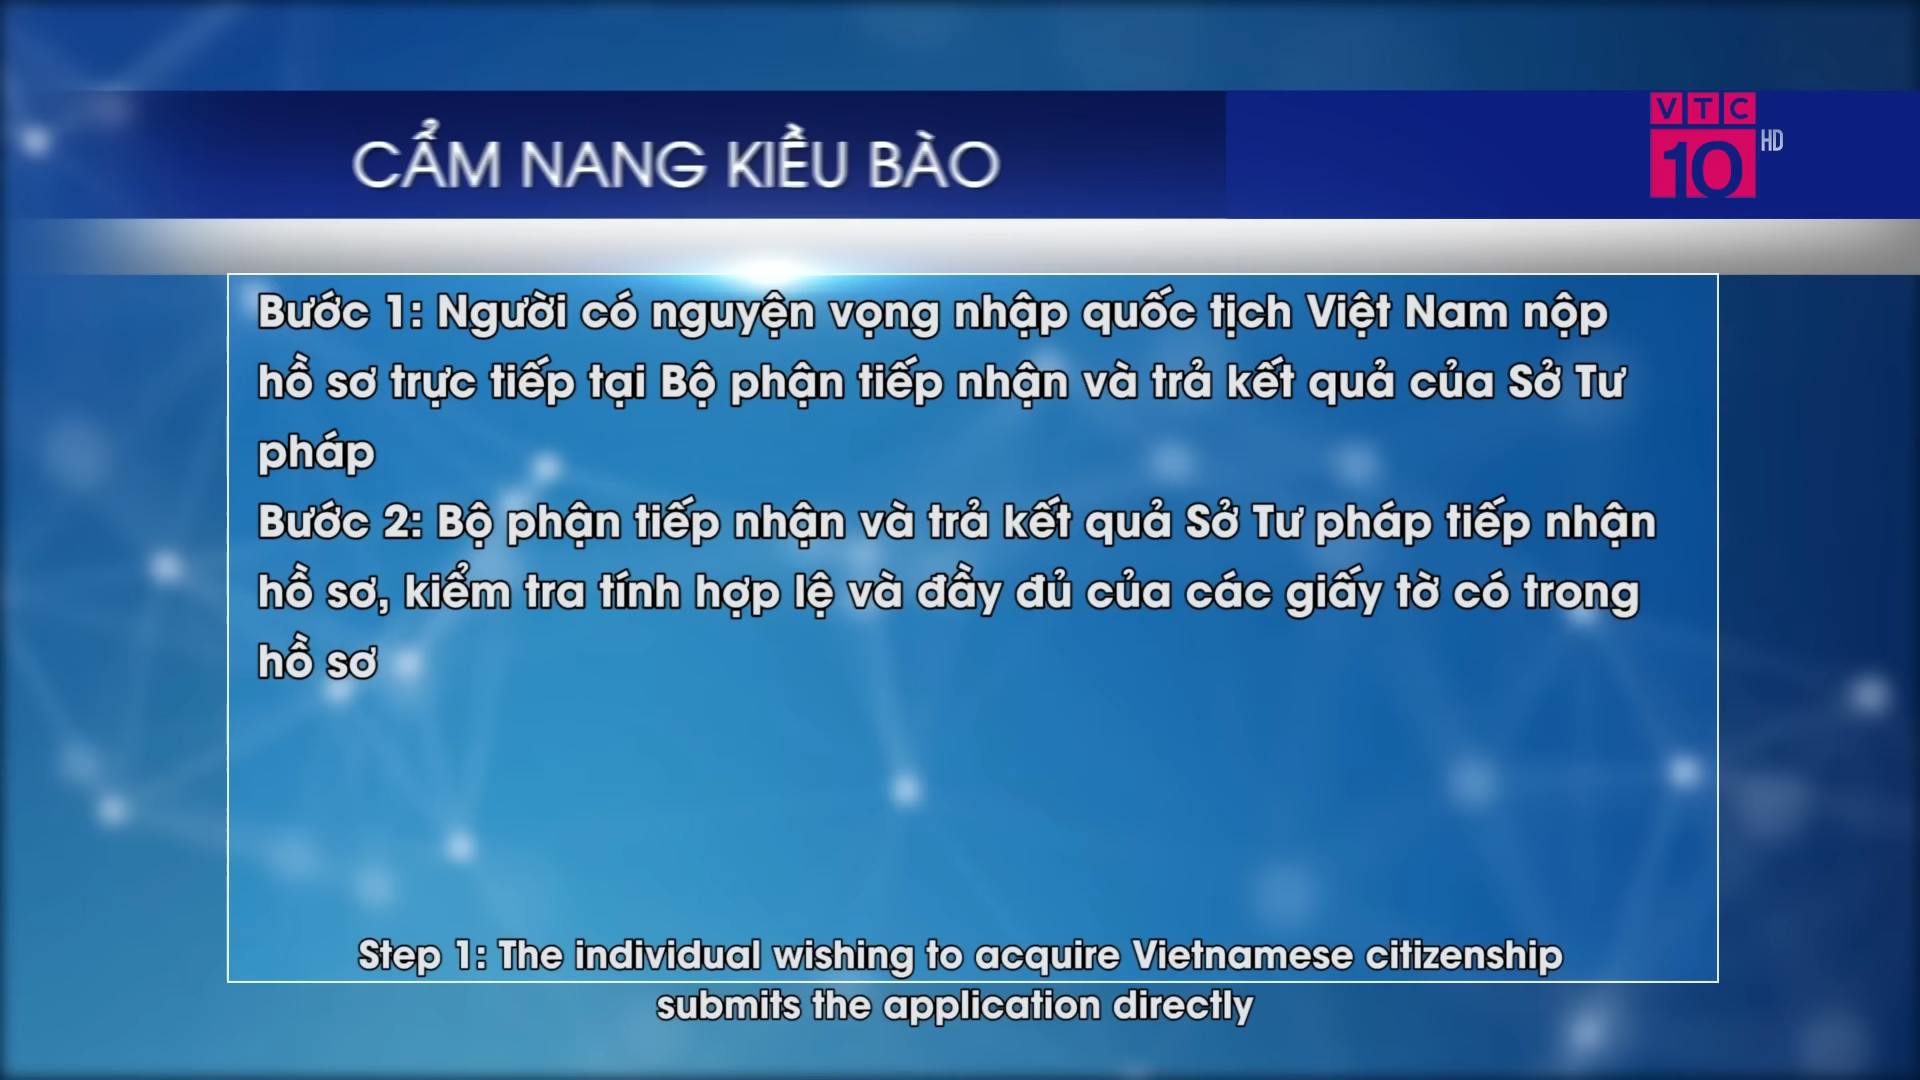 CẨM NANG KIỀU BÀO
VTC
10 HD
Bước 1: Người có nguyện vọng nhập quốc tịch Việt Nam nộp
hồ sơ trực tiếp tại Bộ phận tiếp nhận và trả kết quả của Sở Tư
pháp
Bước 2: Bộ phận tiếp nhận và trả kết quả Sở Tư pháp tiếp nhận
hồ sơ, kiểm tra tính hợp lệ và đầy đủ của các giấy tờ có trong
hồ sơ
Step 1: The individual wishing to acquire Vietnamese citizenship
submits the application directly